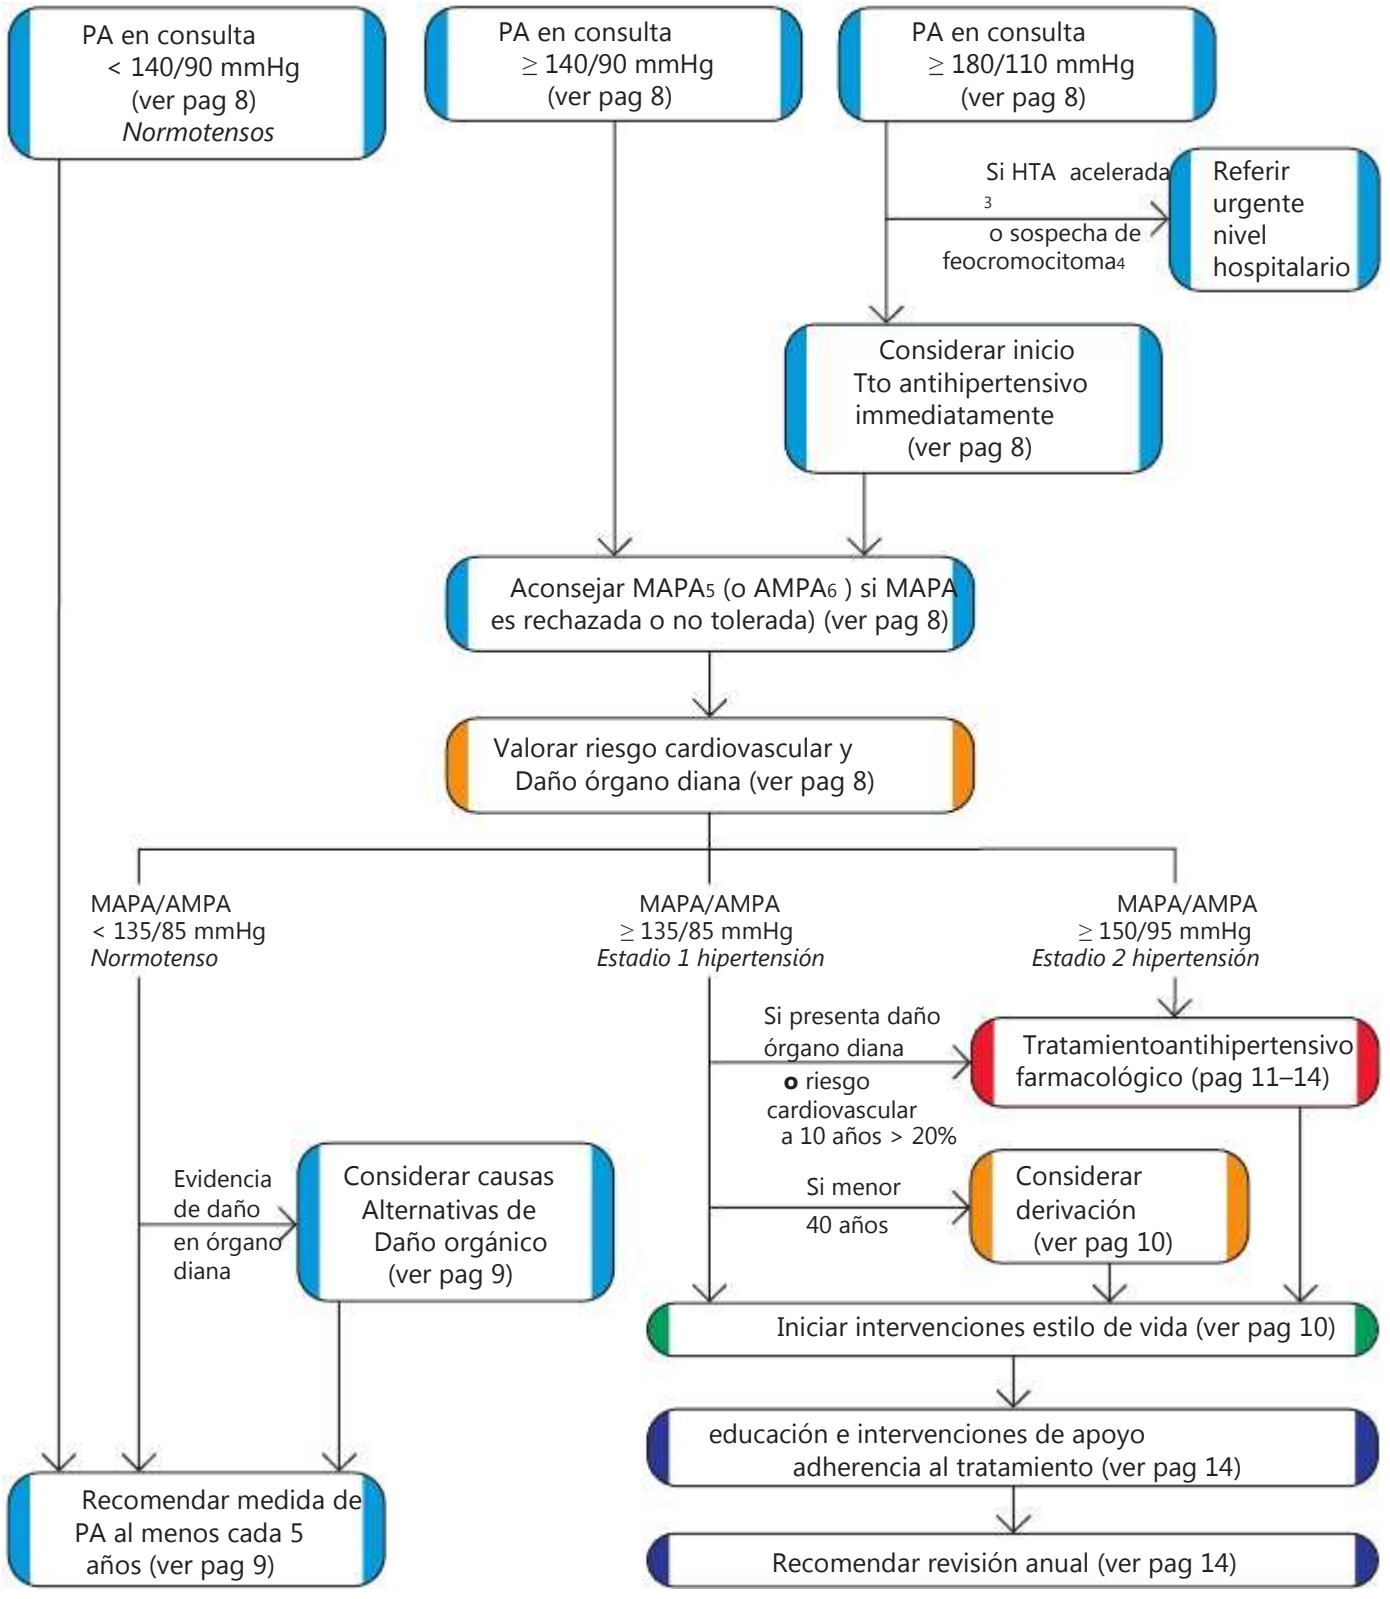 PA en consulta
< 140/90 mmHg
(ver pag 8)
Normotensos
PA en consulta
≥ 140/90 mmHg
(ver pag 8)
PA en consulta
≥ 180/110 mmHg
(ver pag 8)
Si HTA acelerada
3
o sospecha de
feocromocitoma4
Referir
urgente
nivel
hospitalario
Considerar inicio
Tto antihipertensivo
immediatamente
(ver pag 8)
Aconsejar MAPA5 (o AMPA6 ) si MAPA
es rechazada o no tolerada) (ver pag 8)
Valorar riesgo cardiovascular y
Daño órgano diana (ver pag 8)
MAPA/AMPA
< 135/85 mmHg
Normotenso
MAPA/AMPA
≥ 135/85 mmHg
Estadio 1 hipertensión
MAPA/AMPA
≥ 150/95 mmHg
Estadio 2 hipertensión
Si presenta daño
órgano diana
o riesgo
cardiovascular
a 10 años > 20%
Tratamientoantihipertensivo
farmacológico (pag 11–14)
Evidencia
de daño
en órgano
diana
Considerar causas
Alternativas de
Daño orgánico
(ver pag 9)
Si menor
40 años
Considerar
derivación
(ver pag 10)
Iniciar intervenciones estilo de vida (ver pag 10)
educación e intervenciones de apoyo
adherencia al tratamiento (ver pag 14)
Recomendar medida de
PA al menos cada 5
años (ver pag 9)
Recomendar revisión anual (ver pag 14)